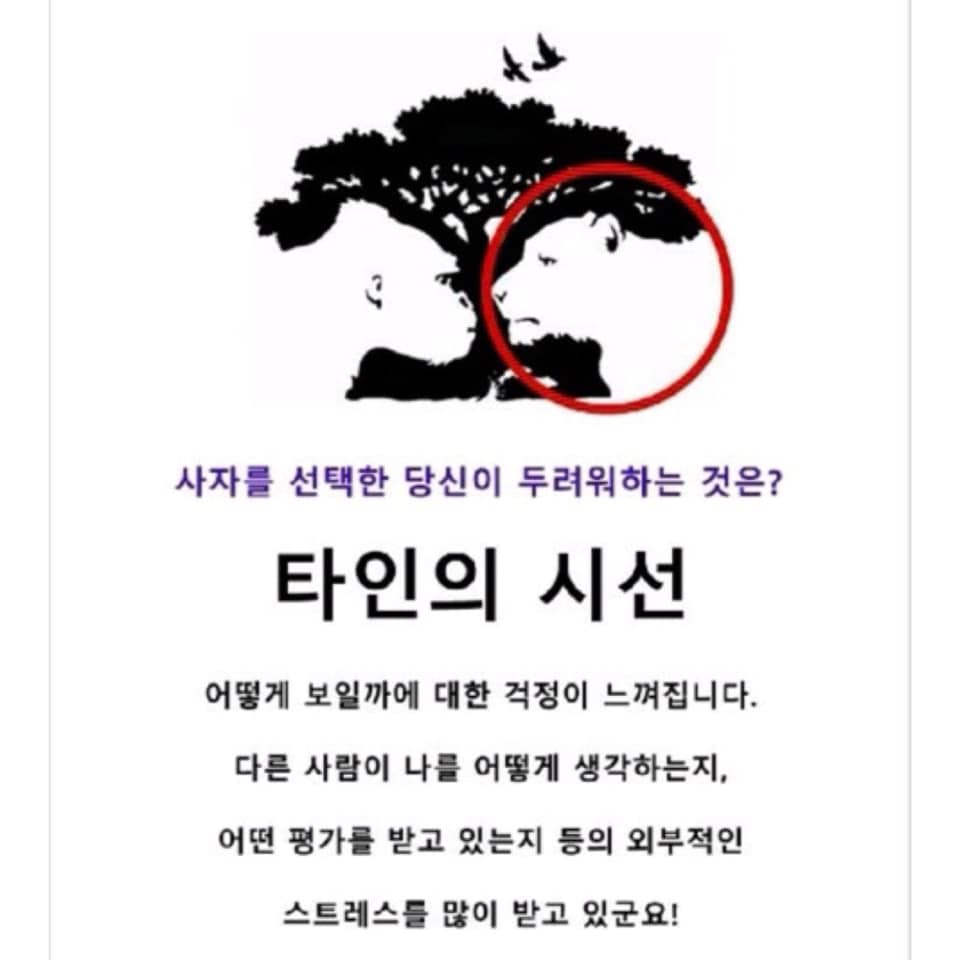 사자를 선택한 당신이 두려워하는 것은?
타인의 시선
어떻게 보일까에 대한 걱정이 느껴집니다.
다른 사람이 나를 어떻게 생각하는지,
어떤 평가를 받고 있는지 등의 외부적인
스트레스를 많이 받고 있군요!